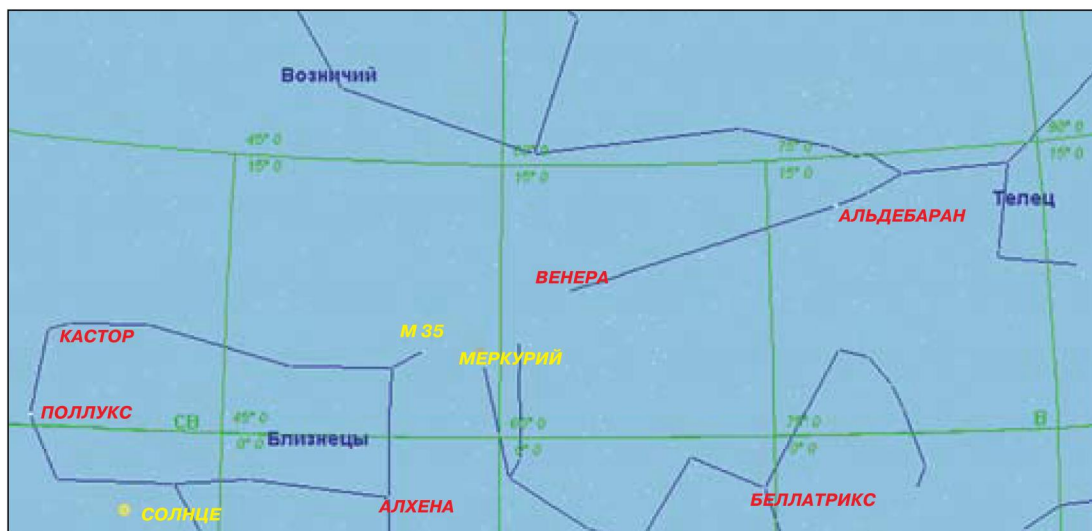 Возничий
45° 0
15° 0
60° 0
15° 0
75° 0
15° 0
90° 0
15° 0
Телец
АЛЬДЕБАРАН
ВЕНЕРА
КАСТОР
М 35
МЕРКУРИЙ
ПОЛЛУКС
СВ
45° 0
0° 0
Близнецы
60° 0
0° 0
75° 0
0° 0
В
СОЛНЦЕ
АЛХЕНА
БЕЛЛАТРИКС